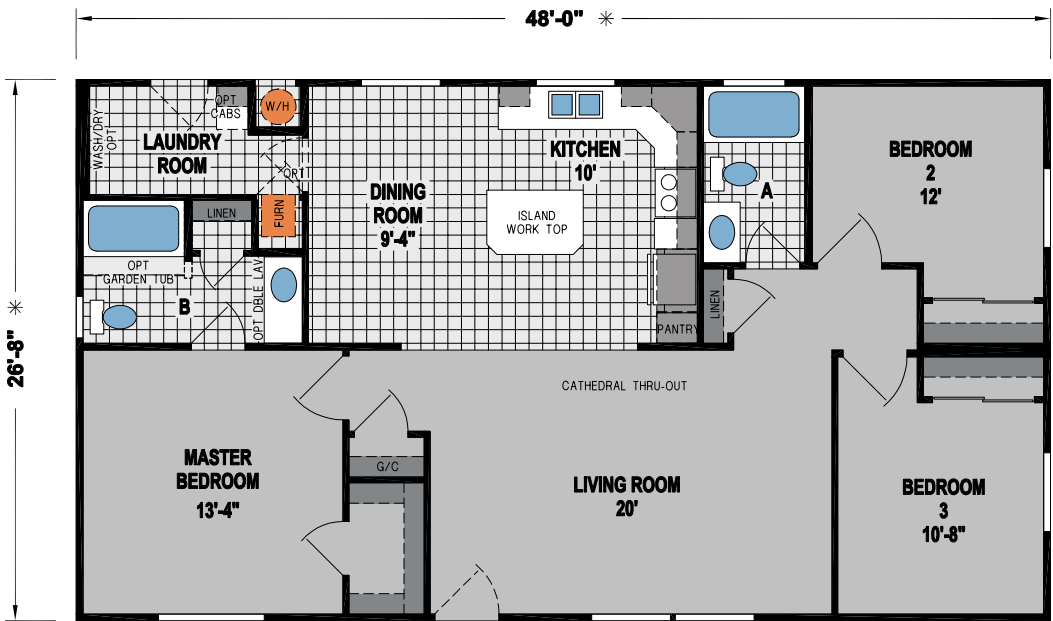 48'-0" ✳
26'-8" ✳
WASH/DRY
OPT
OPT
CABS
W/H
LAUNDRY
ROOM
OPT
FURN
LINEN
OPT
GARDEN TUB
B
OPT DBLE LAV
DINING
ROOM
9'-4"
KITCHEN
10'
ISLAND
WORK TOP
PANTRY
A
LINEN
BEDROOM
2
12'
CATHEDRAL THRU-OUT
MASTER
BEDROOM
13'-4"
G/C
LIVING ROOM
20'
BEDROOM
3
10'-8"